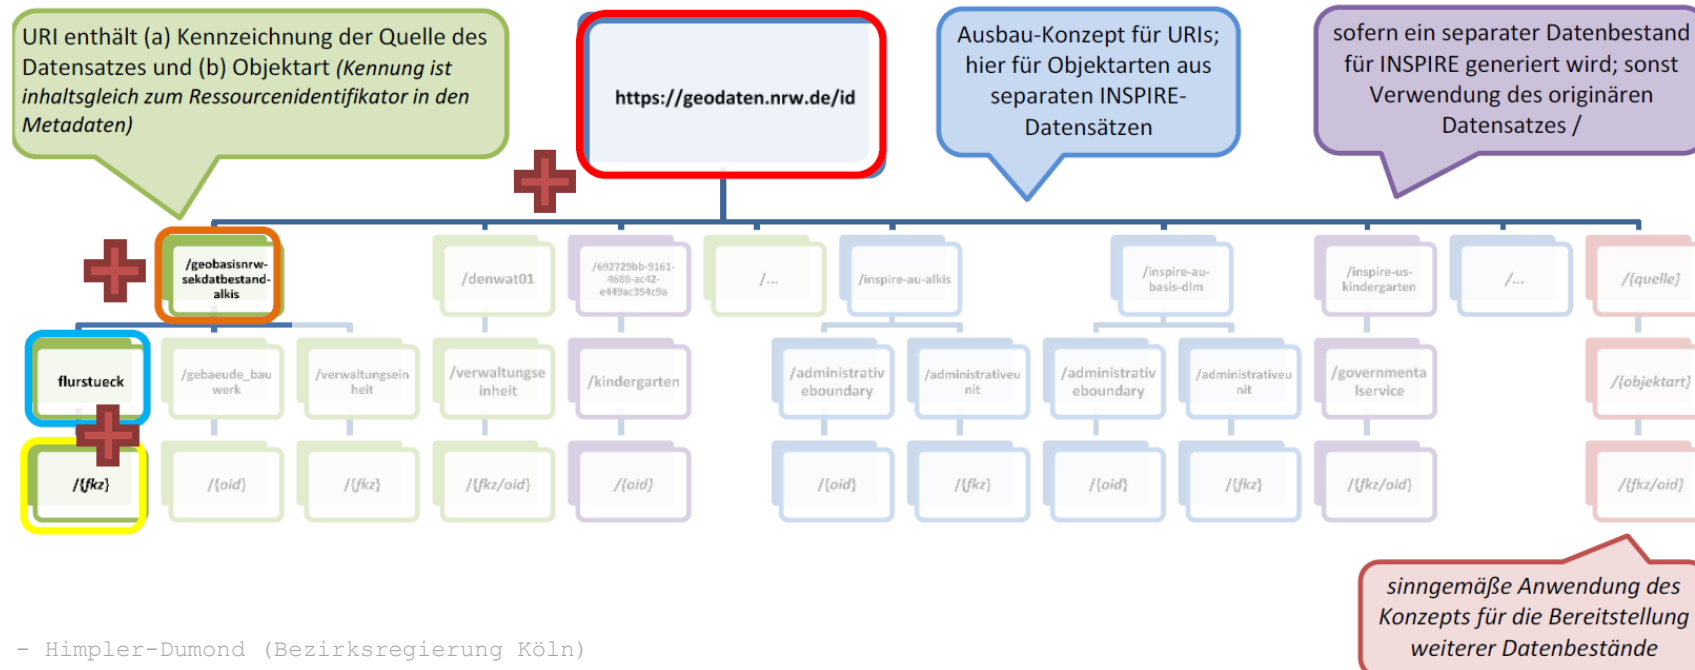 URI enthält (a) Kennzeichnung der Quelle des
Datensatzes und (b) Objektart (Kennung ist
inhaltsgleich zum Ressourcenidentifikator in den
Metadaten)
https://geodaten.nrw.de/id
Ausbau-Konzept für URIs;
hier für Objektarten aus
separaten INSPIRE-
Datensätzen
sofern ein separater Datenbestand
für INSPIRE generiert wird; sonst
Verwendung des originären
Datensatzes /
/geobasisnrw-
sekdatbestand-
alkis
/denwat01
/692729bb-9161-
4688-ac42-
e449ac354c9a
/...
/inspire-au-alkis
/inspire-au-
basis-dlm
/inspire-us-
kindergarten
/...
/{quelle}
flurstueck
/gebaeude_bau
werk
/verwaltungsein
heit
/verwaltungse
inheit
/kindergarten
/administrativ
eboundary
/administrativeu
nit
/administrativ
eboundary
/administrativeu
nit
/governmenta
lservice
/{objektart}
/{fkz}
/{oid}
/{fkz}
/{fkz/oid}
/{oid}
/{oid}
/{fkz}
/{oid}
/{fkz}
/{fkz/oid}
/{fkz/oid}
sinngemäße Anwendung des
Konzepts für die Bereitstellung
weiterer Datenbestände
- Himpler-Dumond (Bezirksregierung Köln)